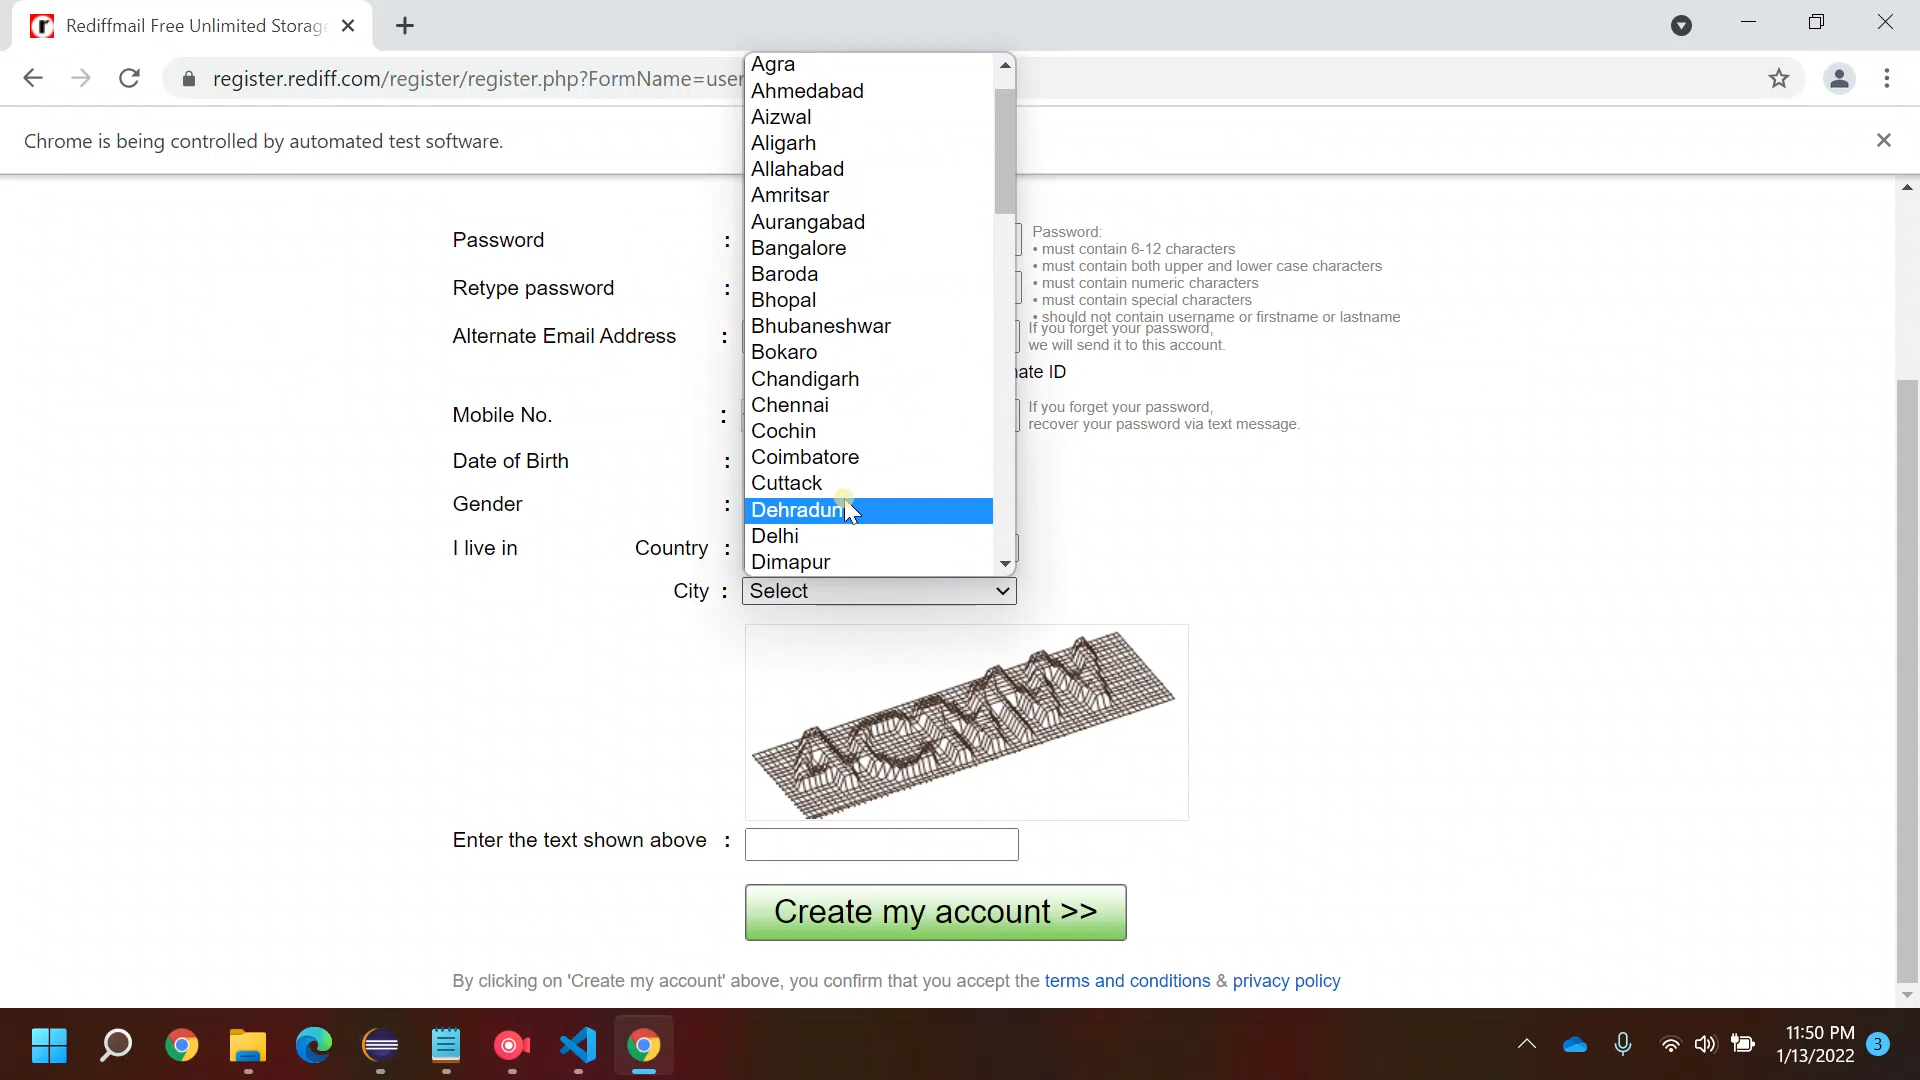 Rediffmail Free Unlimited Storage
register.rediff.com/register/register.php?FormName=user
Chrome is being controlled by automated test software.
Agra
Ahmedabad
Aizwal
Aligarh
Allahabad
Amritsar
Aurangabad
Bangalore
Baroda
Bhopal
Bhubaneshwar
Bokaro
Chandigarh
Chennai
Cochin
Coimbatore
Cuttack
Dehradun
Delhi
Dimapur
Password :
Password:
• must contain 6-12 characters
• must contain both upper and lower case characters
• must contain numeric characters
• must contain special characters
• should not contain username or firstname or lastname
Retype password :
Alternate Email Address :
If you forget your password,
we will send it to this account.
nate ID
Mobile No. :
If you forget your password,
recover your password via text message.
Date of Birth :
Gender :
I live in Country :
City : Select
ACMW
Enter the text shown above :
Create my account >>
By clicking on 'Create my account' above, you confirm that you accept the terms and conditions & privacy policy
11:50 PM
1/13/2022
3